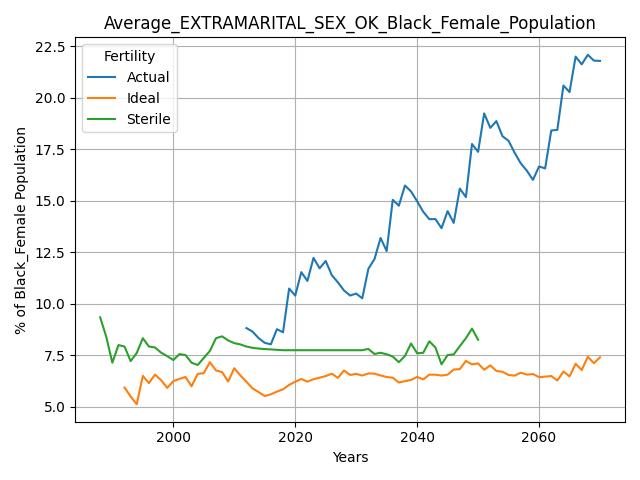 Average_EXTRAMARITAL_SEX_OK_Black_Female_Population
% of Black_Female Population
22.5
20.0
17.5
15.0
12.5
10.0
7.5
5.0
Fertility
Actual
Ideal
Sterile
2000
2020
2040
2060
Years